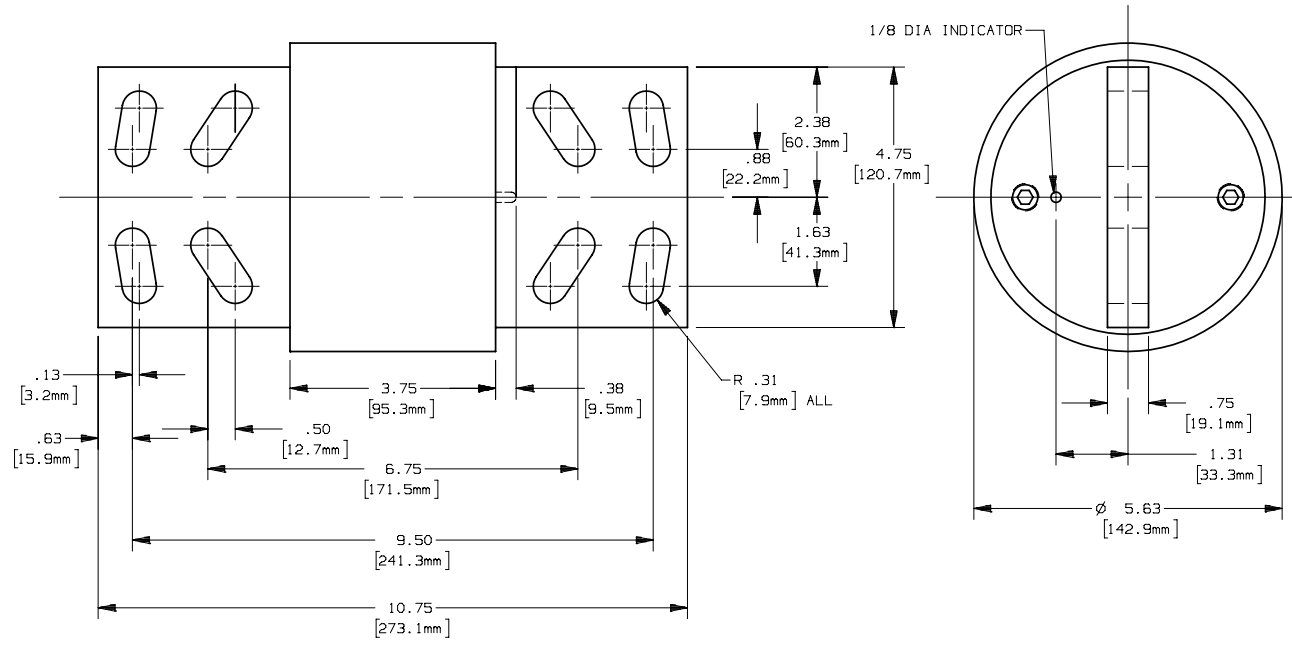 1/8 DIA INDICATOR
2.38
[60.3mm]
.88
[22.2mm]
4.75
[120.7mm]
1.63
[41.3mm]
.13
[3.2mm]
3.75
[95.3mm]
.38
[9.5mm]
R .31
[7.9mm] ALL
.75
[19.1mm]
.63
[15.9mm]
.50
[12.7mm]
6.75
[171.5mm]
1.31
[33.3mm]
Ø 5.63
[142.9mm]
9.50
[241.3mm]
10.75
[273.1mm]